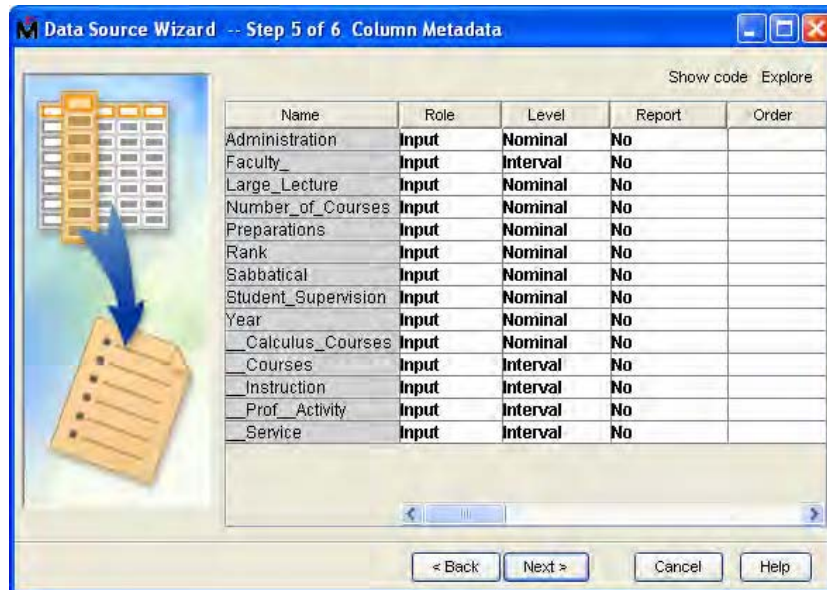 Data Source Wizard -- Step 5 of 6 Column Metadata
Show code Explore
Name Role Level Report Order
Administration Input Nominal No
Faculty_ Input Interval No
Large_Lecture Input Nominal No
Number_of_Courses Input Nominal No
Preparations Input Nominal No
Rank Input Nominal No
Sabbatical Input Nominal No
Student_Supervision Input Nominal No
Year Input Nominal No
__Calculus_Courses Input Nominal No
__Courses Input Interval No
__Instruction Input Interval No
__Prof__Activity Input Interval No
__Service Input Interval No
< Back Next > Cancel Help